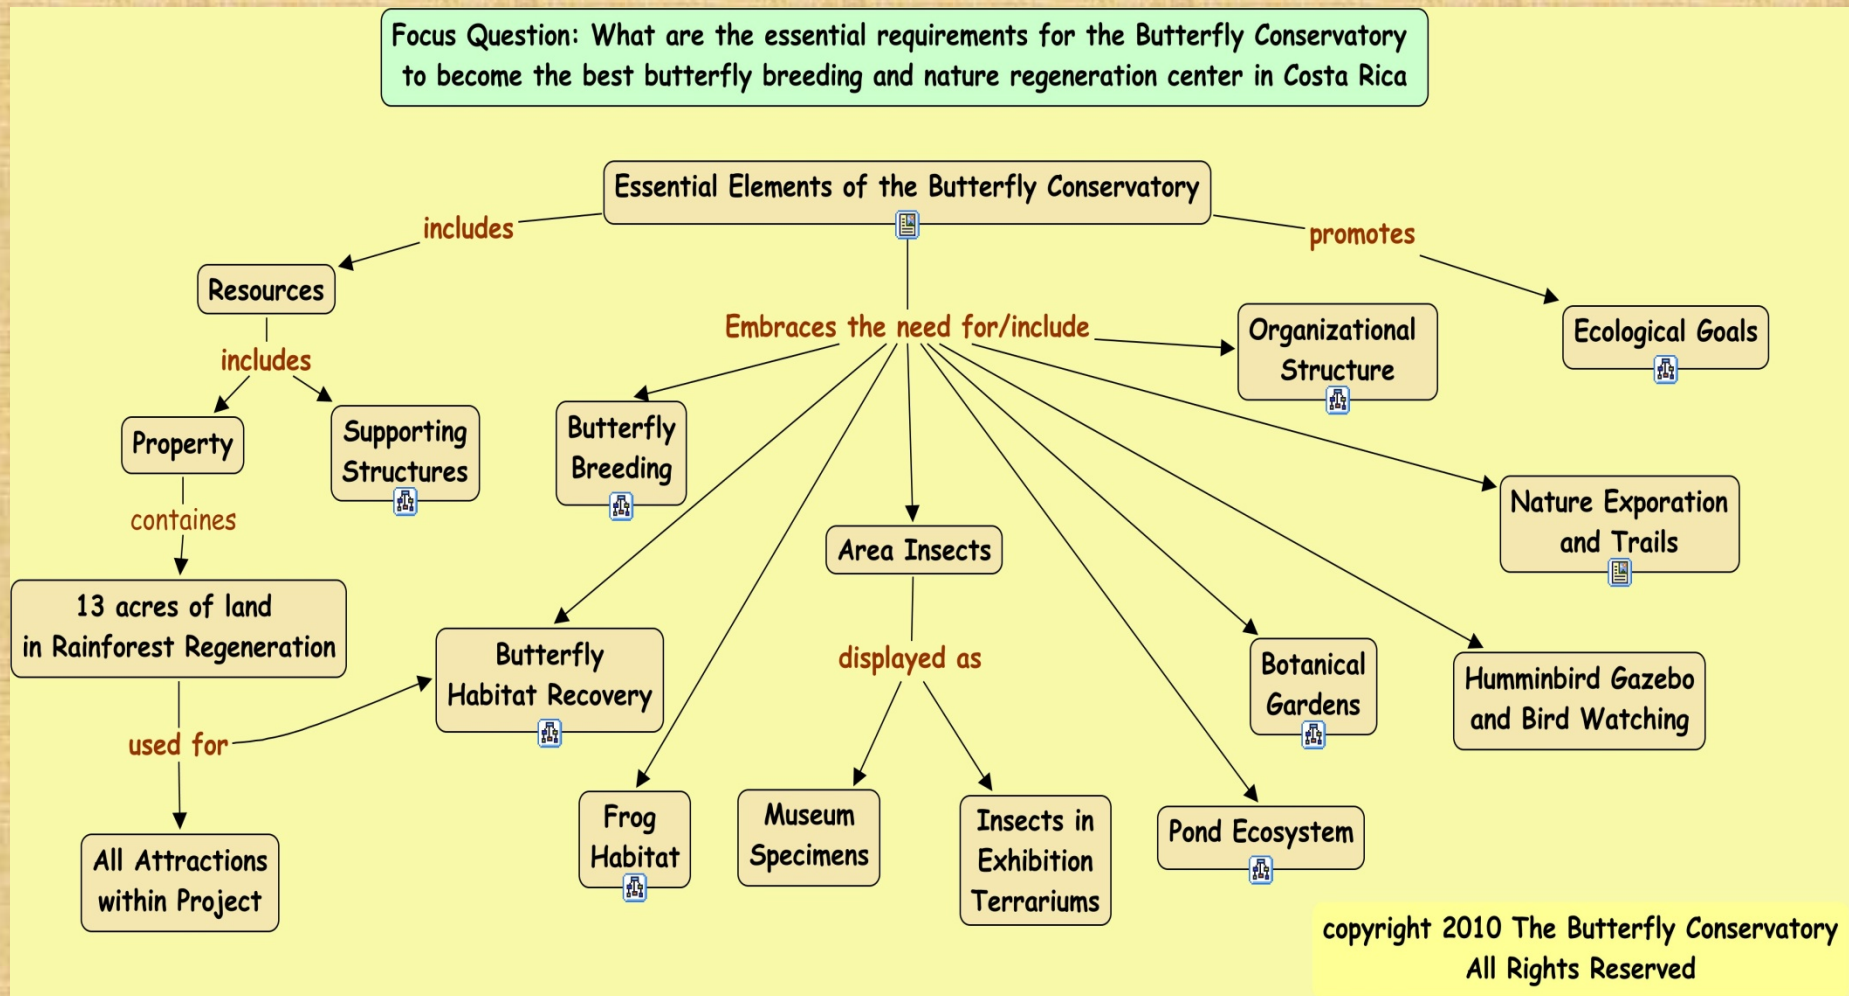 Focus Question: What are the essential requirements for the Butterfly Conservatory
to become the best butterfly breeding and nature regeneration center in Costa Rica
Essential Elements of the Butterfly Conservatory
includes
promotes
Resources
Embraces the need for/include
Organizational
Structure
Ecological Goals
includes
Property
Supporting
Structures
Butterfly
Breeding
Nature Exporation
and Trails
containes
Area Insects
13 acres of land
in Rainforest Regeneration
Butterfly
Habitat Recovery
displayed as
Botanical
Gardens
Humminbird Gazebo
and Bird Watching
used for
Frog
Habitat
Museum
Specimens
Insects in
Exhibition
Terrariums
Pond Ecosystem
All Attractions
within Project
copyright 2010 The Butterfly Conservatory
All Rights Reserved